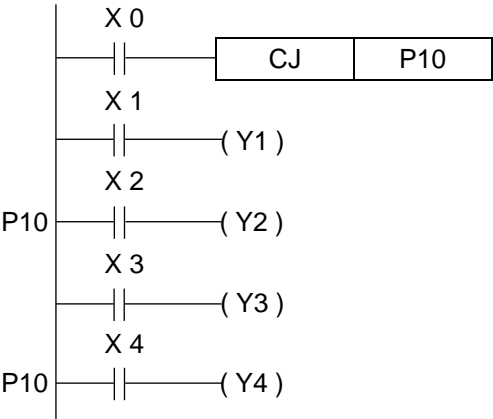 X 0
CJ P10
X 1
( Y1 )
X 2
P10 ( Y2 )
X 3
( Y3 )
X 4
P10 ( Y4 )